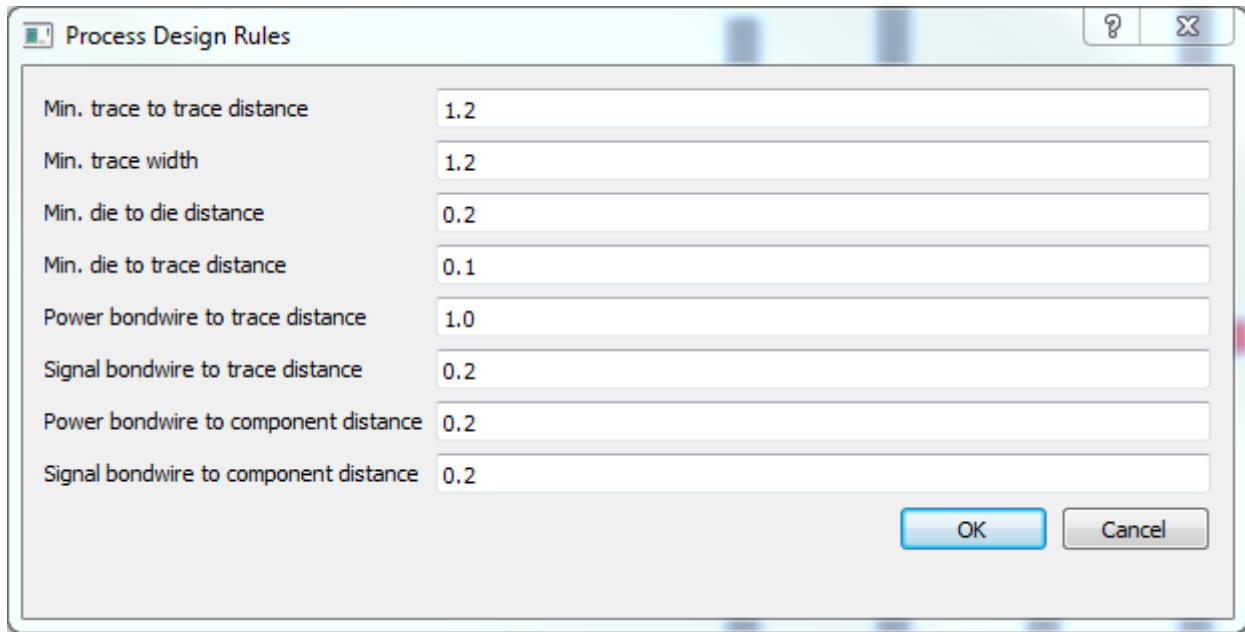 Process Design Rules
Min. trace to trace distance 1.2
Min. trace width 1.2
Min. die to die distance 0.2
Min. die to trace distance 0.1
Power bondwire to trace distance 1.0
Signal bondwire to trace distance 0.2
Power bondwire to component distance 0.2
Signal bondwire to component distance 0.2
OK Cancel